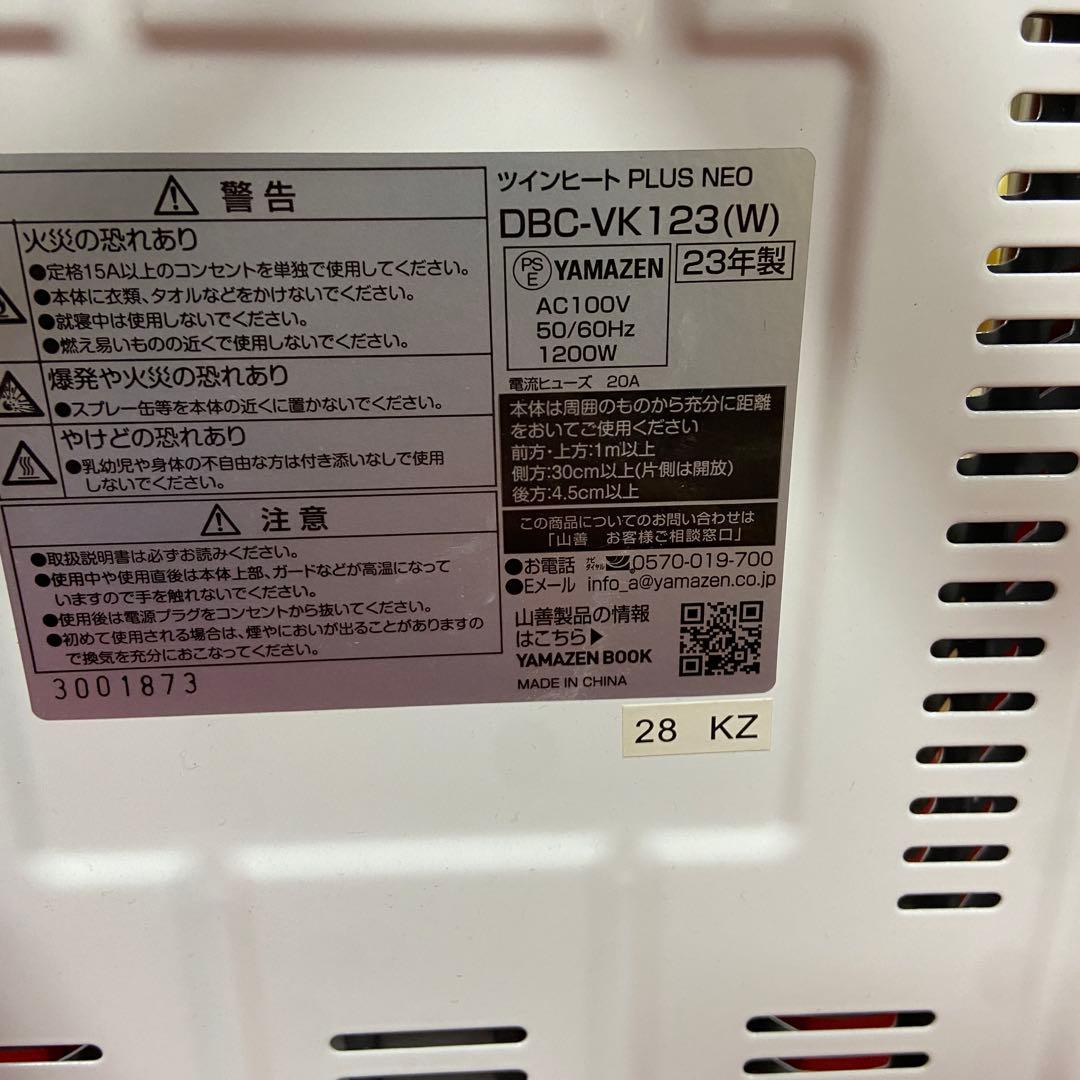 警告
火災の恐れあり
●定格15A以上のコンセントを単独で使用してください。
●本体に衣類、タオルなどをかけないでください。
●就寝中は使用しないでください。
●燃え易いものの近くで使用しないでください。
爆発や火災の恐れあり
●スプレー缶等を本体の近くに置かないでください。
やけどの恐れあり
●乳幼児や身体の不自由な方は付き添いなしで使用
しないでください。
注意
●取扱説明書は必ずお読みください。
●使用中や使用直後は本体上部、ガードなどが高温になって
いますので手を触れないでください。
●使用後は電源プラグをコンセントから抜いてください。
●初めて使用される場合は、煙やにおいが出ることがありますの
で換気を充分におこなってください。
3001873
ツインヒート PLUS NEO
DBC-VK123(W)
PSE YAMAZEN
23年製
AC100V
50/60Hz
1200W
電流ヒューズ 20A
本体は周囲のものから充分に距離
をおいてご使用ください
前方・上方:1m以上
側方:30cm以上(片側は開放)
後方:4.5cm以上
この商品についてのお問い合わせは
「山善 お客様ご相談窓口」
●お電話 ナビダイヤル 0570-019-700
●Eメール info_a@yamazen.co.jp
山善製品の情報
はこちら▶
YAMAZEN BOOK
MADE IN CHINA
28 KZ